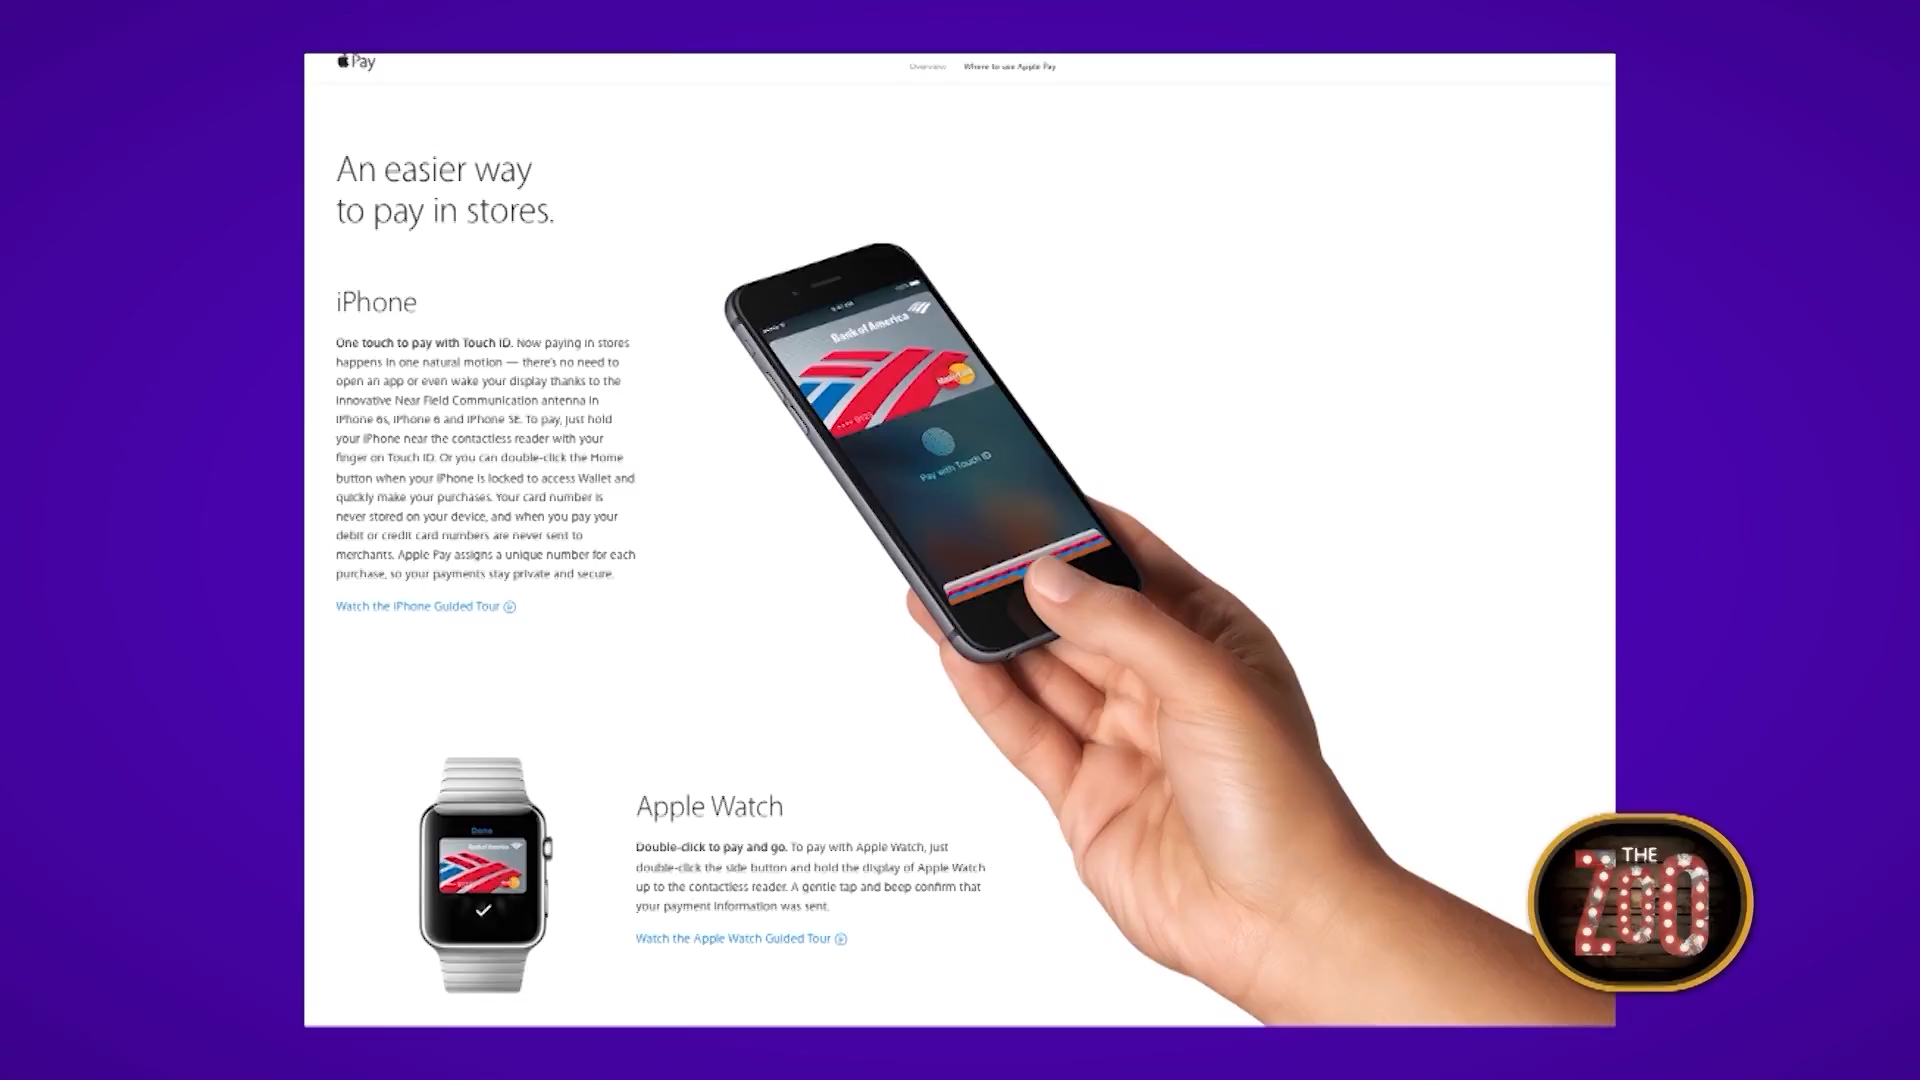 Pay
Overview
Where to use Apple Pay
An easier way
to pay in stores.
iPhone
One touch to pay with Touch ID. Now paying in stores
happens in one natural motion — there's no need to
open an app or even wake your display thanks to the
innovative Near Field Communication antenna in
iPhone 6s, iPhone 6 and iPhone SE. To pay, just hold
your iPhone near the contactless reader with your
finger on Touch ID. Or you can double-click the Home
button when your iPhone is locked to access Wallet and
quickly make your purchases. Your card number is
never stored on your device, and when you pay your
debit or credit card numbers are never sent to
merchants. Apple Pay assigns a unique number for each
purchase, so your payments stay private and secure.
Watch the iPhone Guided Tour
9:41 AM
Bank of America
MasterCard
Pay with Touch ID
Done
Bank of America
Apple Watch
Double-click to pay and go. To pay with Apple Watch, just
double-click the side button and hold the display of Apple Watch
up to the contactless reader. A gentle tap and beep confirm that
your payment information was sent.
Watch the Apple Watch Guided Tour
THE
ZOO